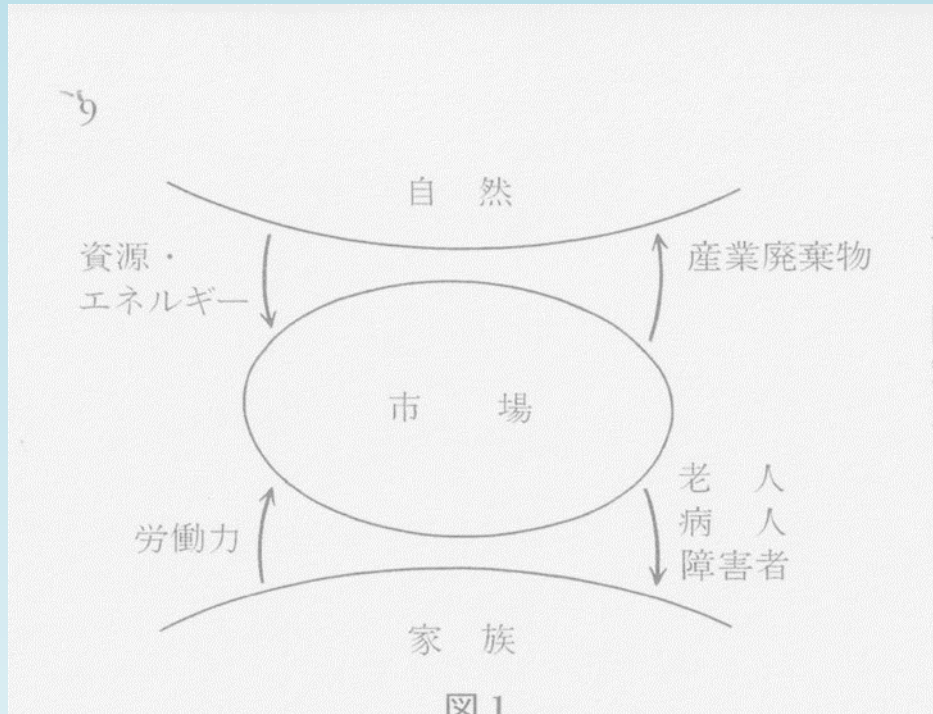 9
自 然
資源・
エネルギー
産業廃棄物
市 場
労働力
老 人
病 人
障害者
家 族
図1